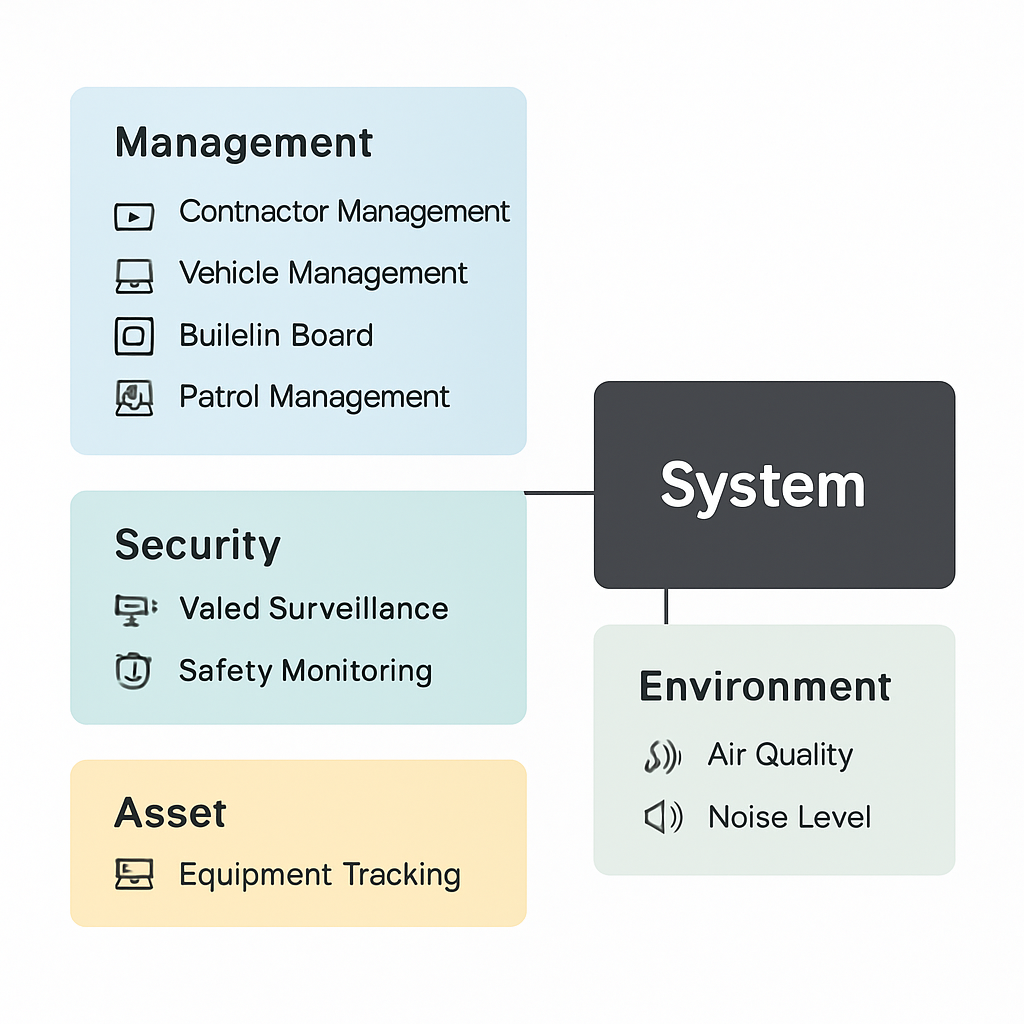 Management
Contnactor Management
Vehicle Management
Builelin Board
Patrol Management
System
Security
Valed Surveillance
Safety Monitoring
Environment
Air Quality
Noise Level
Asset
Equipment Tracking